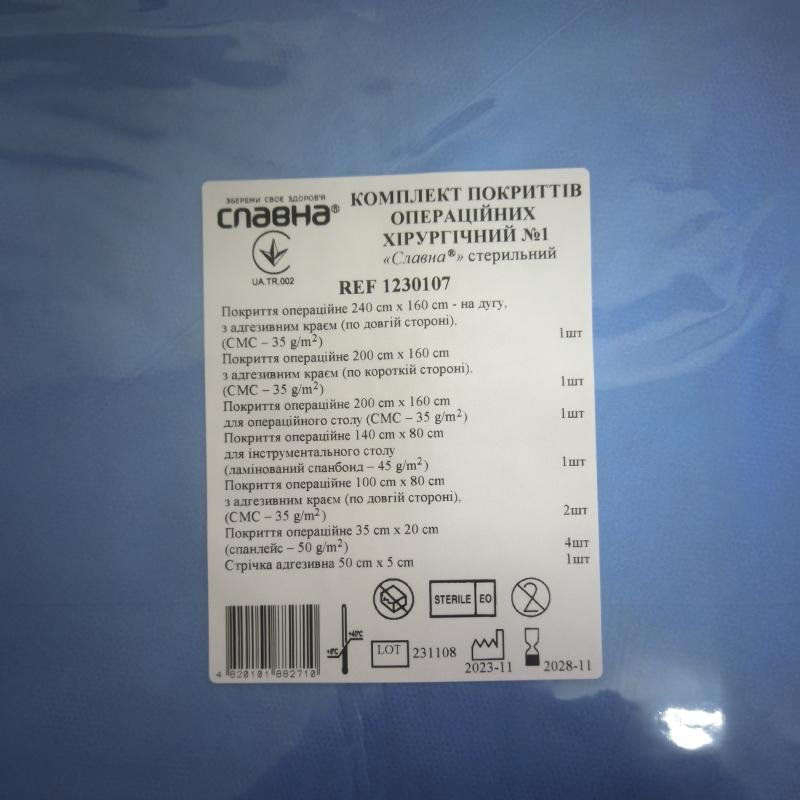 ЗБЕРЕЖИ СВОЄ ЗДОРОВ'Я
СЛАВНА®
UA.TR.002
КОМПЛЕКТ ПОКРИТТІВ
ОПЕРАЦІЙНИХ
ХІРУРГІЧНИЙ №1
«Славна®» стерильний
REF 1230107
Покриття операційне 240 cm x 160 cm - на дугу,
з адгезивним краєм (по довгій стороні),
(СМС – 35 g/m²) 1шт
Покриття операційне 200 cm x 160 cm
з адгезивним краєм (по короткій стороні),
(СМС – 35 g/m²) 1шт
Покриття операційне 200 cm x 160 cm
для операційного столу (СМС – 35 g/m²) 1шт
Покриття операційне 140 cm x 80 cm
для інструментального столу
(ламінований спанбонд – 45 g/m²) 1шт
Покриття операційне 100 cm x 80 cm
з адгезивним краєм (по довгій стороні),
(СМС – 35 g/m²) 2шт
Покриття операційне 35 cm x 20 cm
(спанлейс – 50 g/m²) 4шт
Стрічка адгезивна 50 cm x 5 cm 1шт
STERILE EO
2
+40°C
LOT 231108
2023-11
2028-11
4 820101 882710